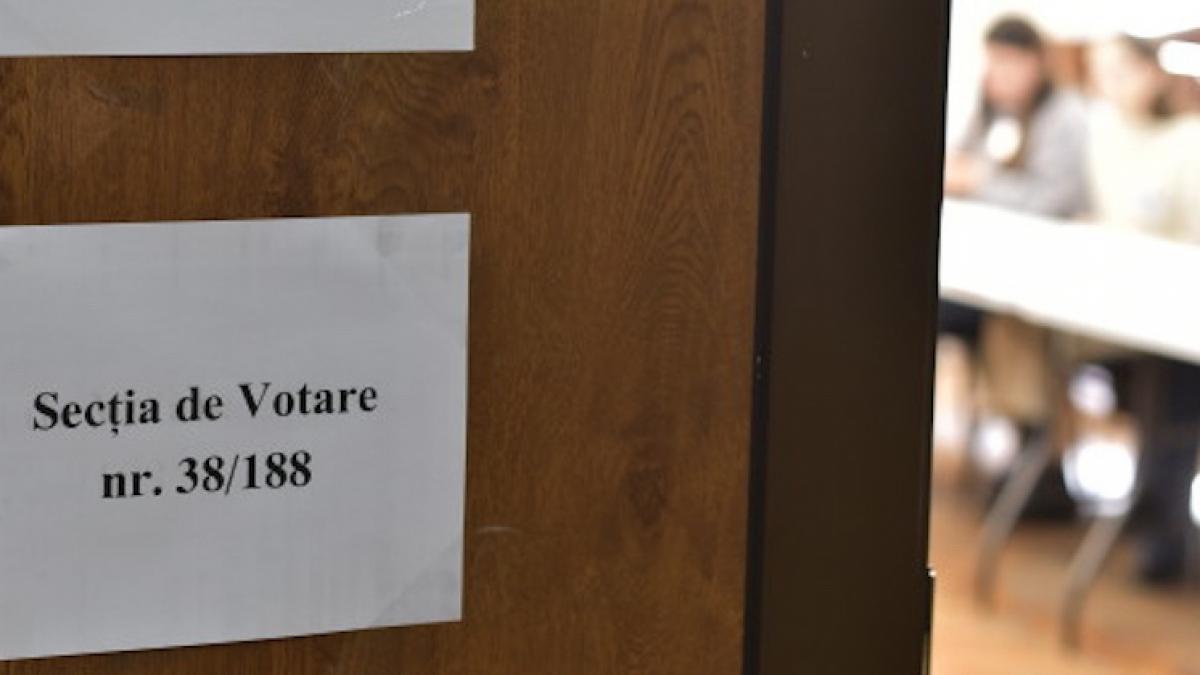 Secția de Votare
nr. 38/188